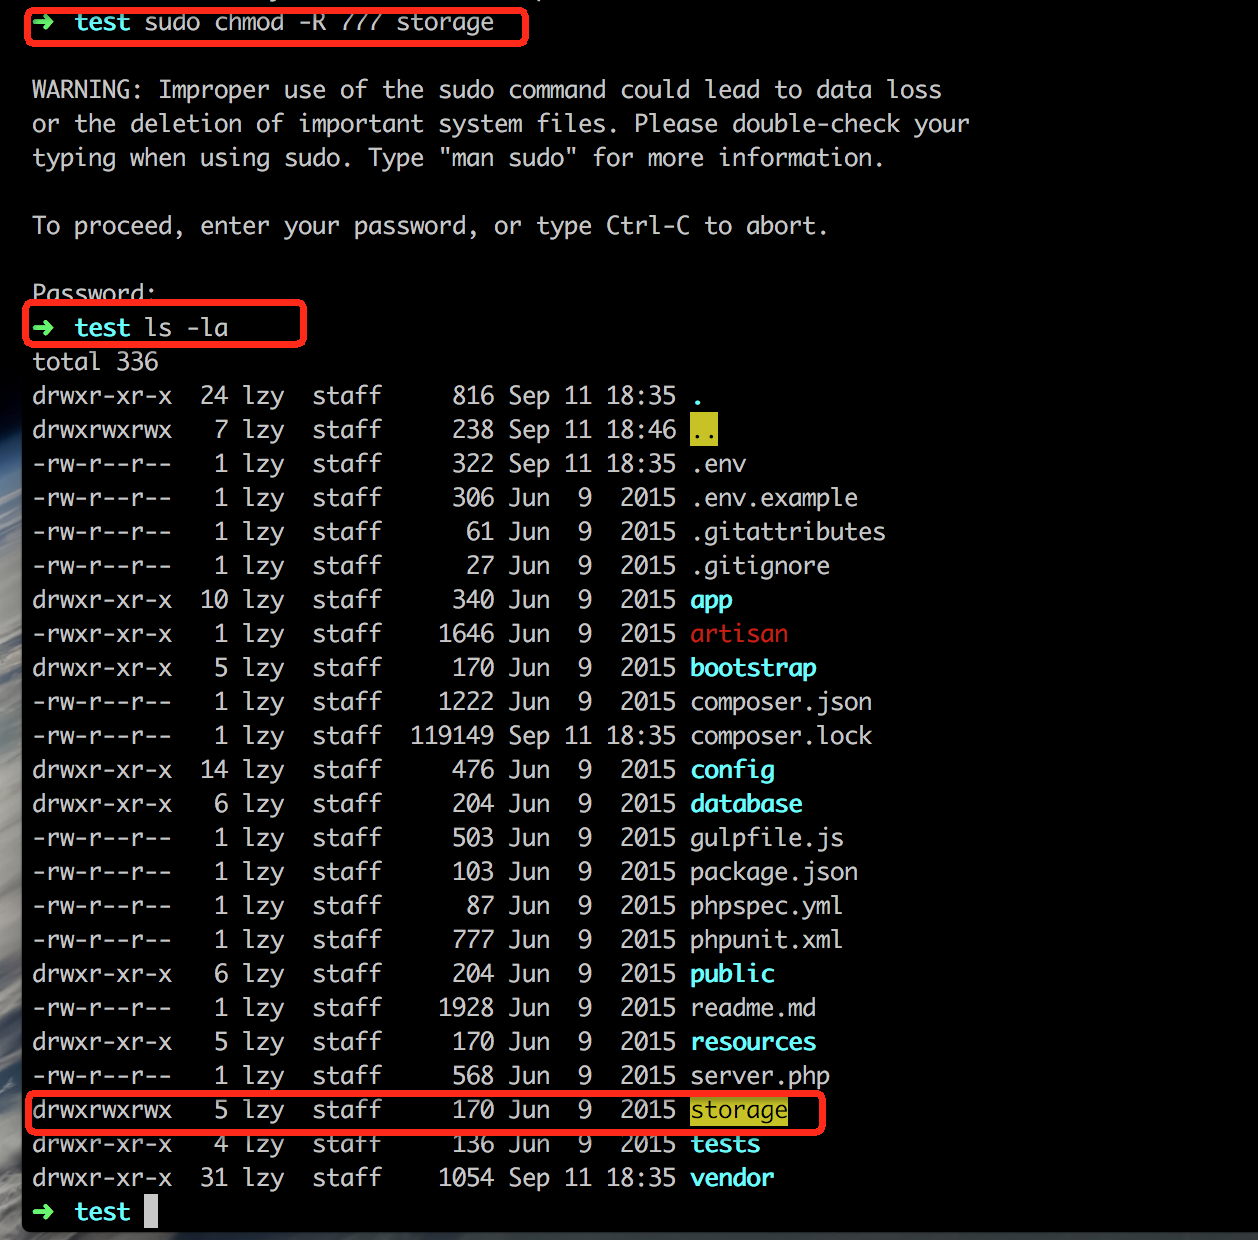 ➜ test sudo chmod -R 777 storage
WARNING: Improper use of the sudo command could lead to data loss
or the deletion of important system files. Please double-check your
typing when using sudo. Type "man sudo" for more information.
To proceed, enter your password, or type Ctrl-C to abort.
Password:
➜ test ls -la
total 336
drwxr-xr-x 24 lzy staff 816 Sep 11 18:35 .
drwxrwxrwx 7 lzy staff 238 Sep 11 18:46 ..
-rw-r--r-- 1 lzy staff 322 Sep 11 18:35 .env
-rw-r--r-- 1 lzy staff 306 Jun 9 2015 .env.example
-rw-r--r-- 1 lzy staff 61 Jun 9 2015 .gitattributes
-rw-r--r-- 1 lzy staff 27 Jun 9 2015 .gitignore
drwxr-xr-x 10 lzy staff 340 Jun 9 2015 app
-rwxr-xr-x 1 lzy staff 1646 Jun 9 2015 artisan
drwxr-xr-x 5 lzy staff 170 Jun 9 2015 bootstrap
-rw-r--r-- 1 lzy staff 1222 Jun 9 2015 composer.json
-rw-r--r-- 1 lzy staff 119149 Sep 11 18:35 composer.lock
drwxr-xr-x 14 lzy staff 476 Jun 9 2015 config
drwxr-xr-x 6 lzy staff 204 Jun 9 2015 database
-rw-r--r-- 1 lzy staff 503 Jun 9 2015 gulpfile.js
-rw-r--r-- 1 lzy staff 103 Jun 9 2015 package.json
-rw-r--r-- 1 lzy staff 87 Jun 9 2015 phpspec.yml
-rw-r--r-- 1 lzy staff 777 Jun 9 2015 phpunit.xml
drwxr-xr-x 6 lzy staff 204 Jun 9 2015 public
-rw-r--r-- 1 lzy staff 1928 Jun 9 2015 readme.md
drwxr-xr-x 5 lzy staff 170 Jun 9 2015 resources
-rw-r--r-- 1 lzy staff 568 Jun 9 2015 server.php
drwxrwxrwx 5 lzy staff 170 Jun 9 2015 storage
drwxr-xr-x 4 lzy staff 136 Jun 9 2015 tests
drwxr-xr-x 31 lzy staff 1054 Sep 11 18:35 vendor
➜ test